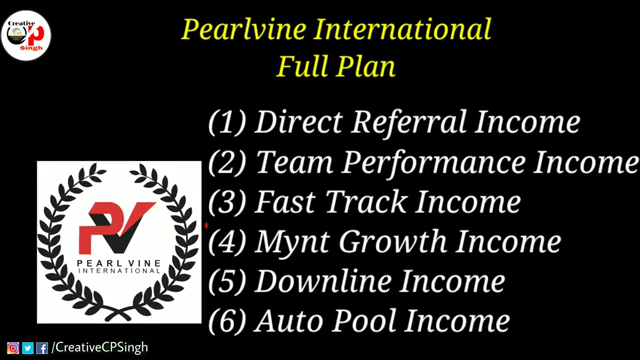 Creative
CP
Singh
Pearlvine International
Full Plan
(1) Direct Referral Income
(2) Team Performance Income
(3) Fast Track Income
(4) Mynt Growth Income
(5) Downline Income
(6) Auto Pool Income
PV
PEARL VINE
INTERNATIONAL
/CreativeCPSingh